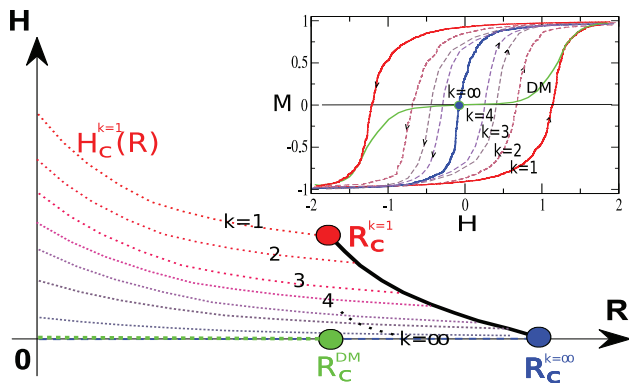 H
1
0.5
M 0
-0.5
-1
-2 -1 0 1 2
H
DM
k=∞
k=4
k=3
k=2
k=1
H_C^{k=1}(R)
k=1
2
3
4
k=∞
R_C^{k=1}
R
0
R_C^{DM}
R_C^{k=∞}